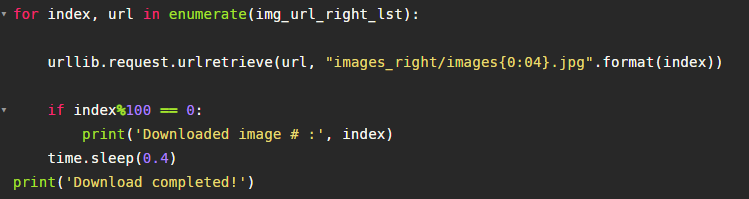 for index, url in enumerate(img_url_right_lst):
    urllib.request.urlretrieve(url, "images_right/images{0:04}.jpg".format(index))
    if index%100 == 0:
        print('Downloaded image # :', index)
    time.sleep(0.4)
print('Download completed!')